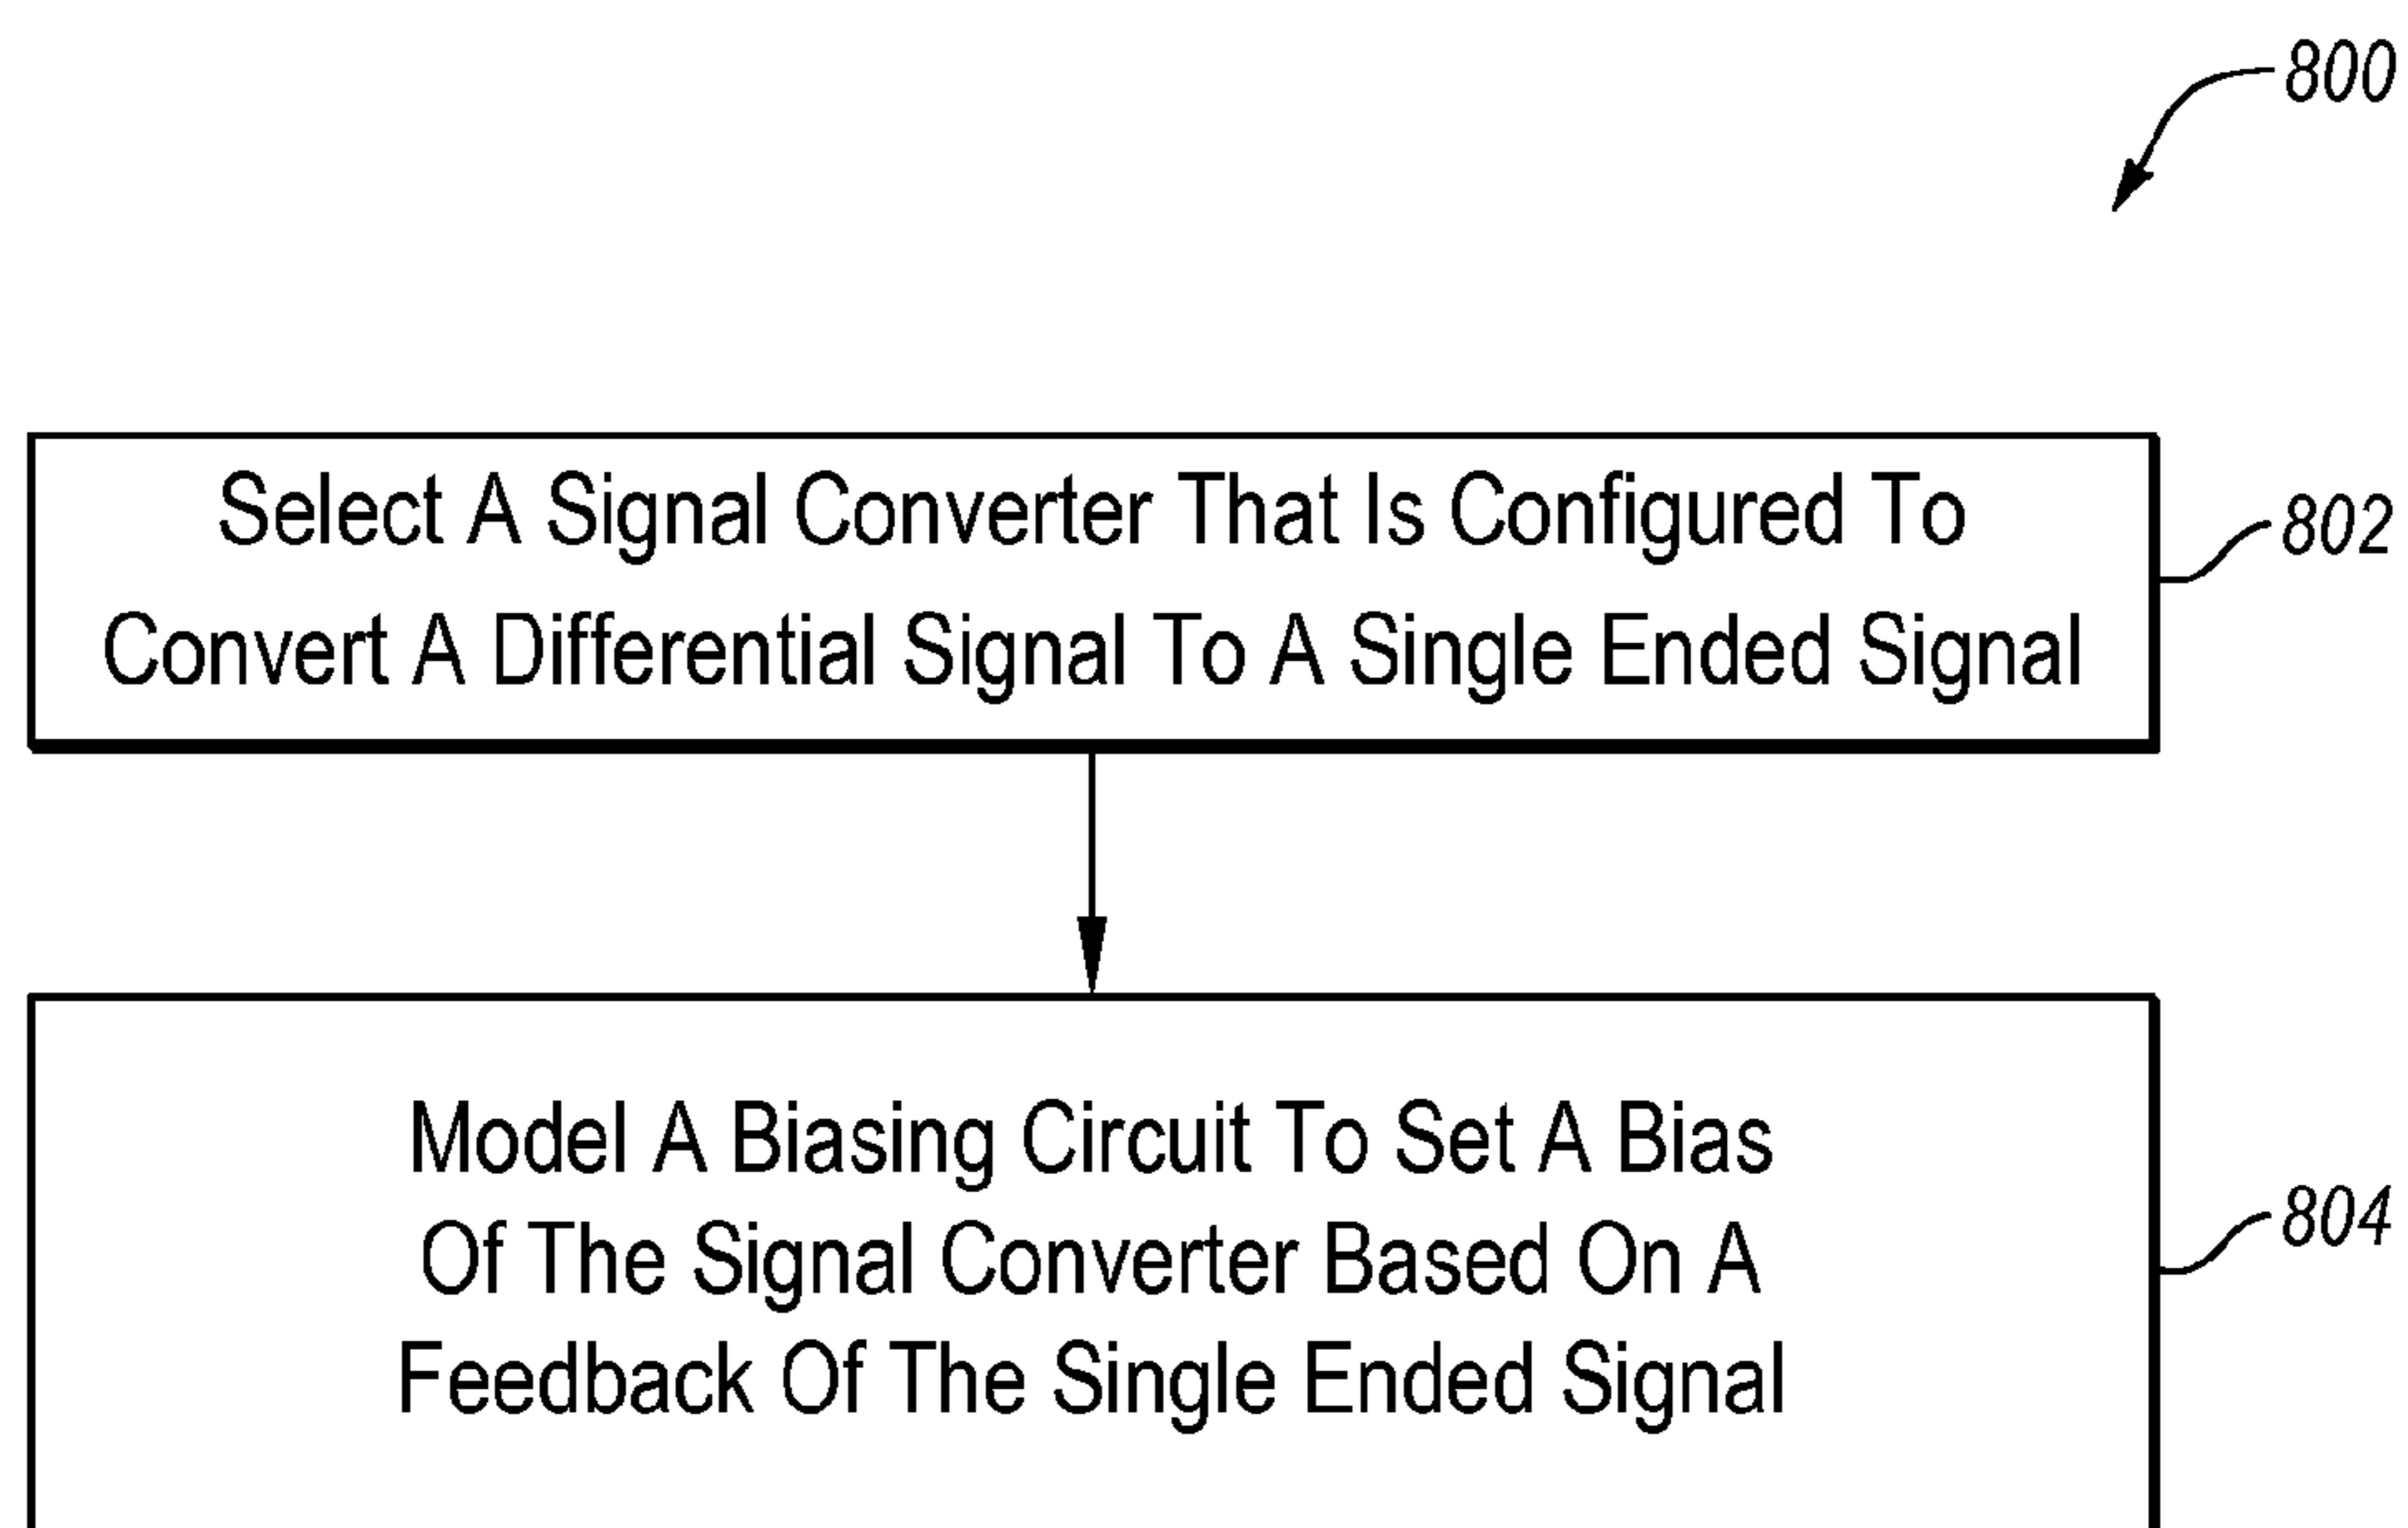 800
Select A Signal Converter That Is Configured To
Convert A Differential Signal To A Single Ended Signal
802
Model A Biasing Circuit To Set A Bias
Of The Signal Converter Based On A
Feedback Of The Single Ended Signal
804